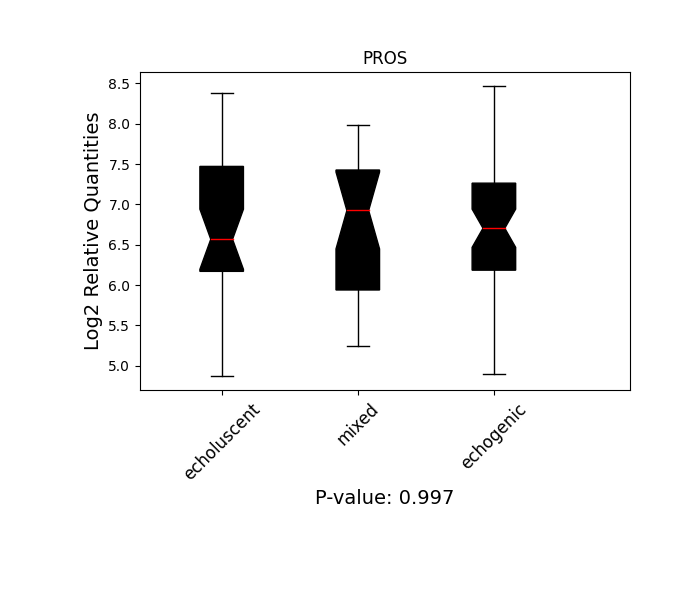 PROS
Log2 Relative Quantities
8.5
8.0
7.5
7.0
6.5
6.0
5.5
5.0
echoluscent
mixed
echogenic
P-value: 0.997